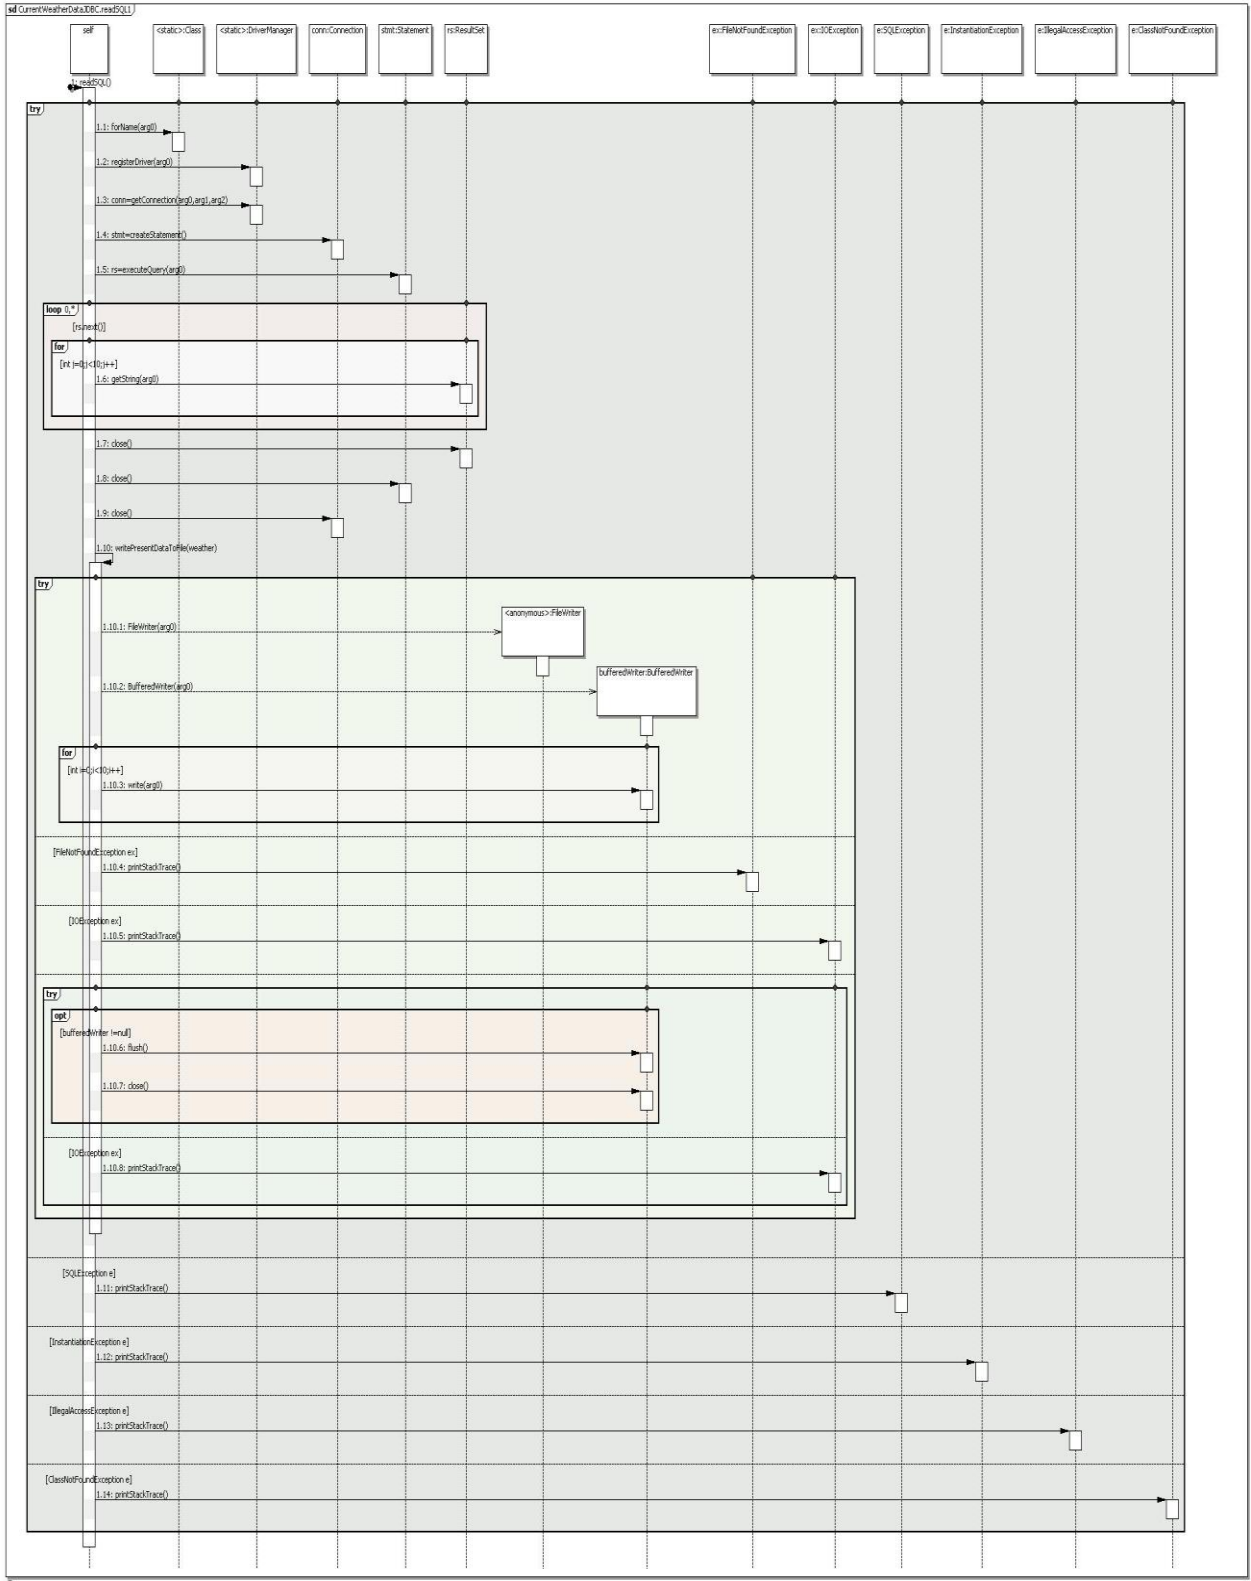 sd CurrentWeatherDataJDBC.readSQL1
self
<static>:Class
<static>:DriverManager
conn:Connection
stmt:Statement
rs:ResultSet
ex:FileNotFoundException
ex:IOException
e:SQLException
e:InstantiationException
e:IllegalAccessException
e:ClassNotFoundException
1: readSQL()
try
1.1: forName(arg0)
1.2: registerDriver(arg0)
1.3: conn=getConnection(arg0,arg1,arg2)
1.4: stmt=createStatement()
1.5: rs=executeQuery(arg0)
loop 0,*
[rs.next()]
for
[int j=0;j<10;j++]
1.6: getString(arg0)
1.7: close()
1.8: close()
1.9: close()
1.10: writePresentDataToFile(weather)
try
<anonymous>:FileWriter
1.10.1: FileWriter(arg0)
bufferedWriter:BufferedWriter
1.10.2: BufferedWriter(arg0)
for
[int i=0;i<10;i++]
1.10.3: write(arg0)
[FileNotFoundException ex]
1.10.4: printStackTrace()
[IOException ex]
1.10.5: printStackTrace()
try
opt
[bufferedWriter !=null]
1.10.6: flush()
1.10.7: close()
[IOException ex]
1.10.8: printStackTrace()
[SQLException e]
1.11: printStackTrace()
[InstantiationException e]
1.12: printStackTrace()
[IllegalAccessException e]
1.13: printStackTrace()
[ClassNotFoundException e]
1.14: printStackTrace()